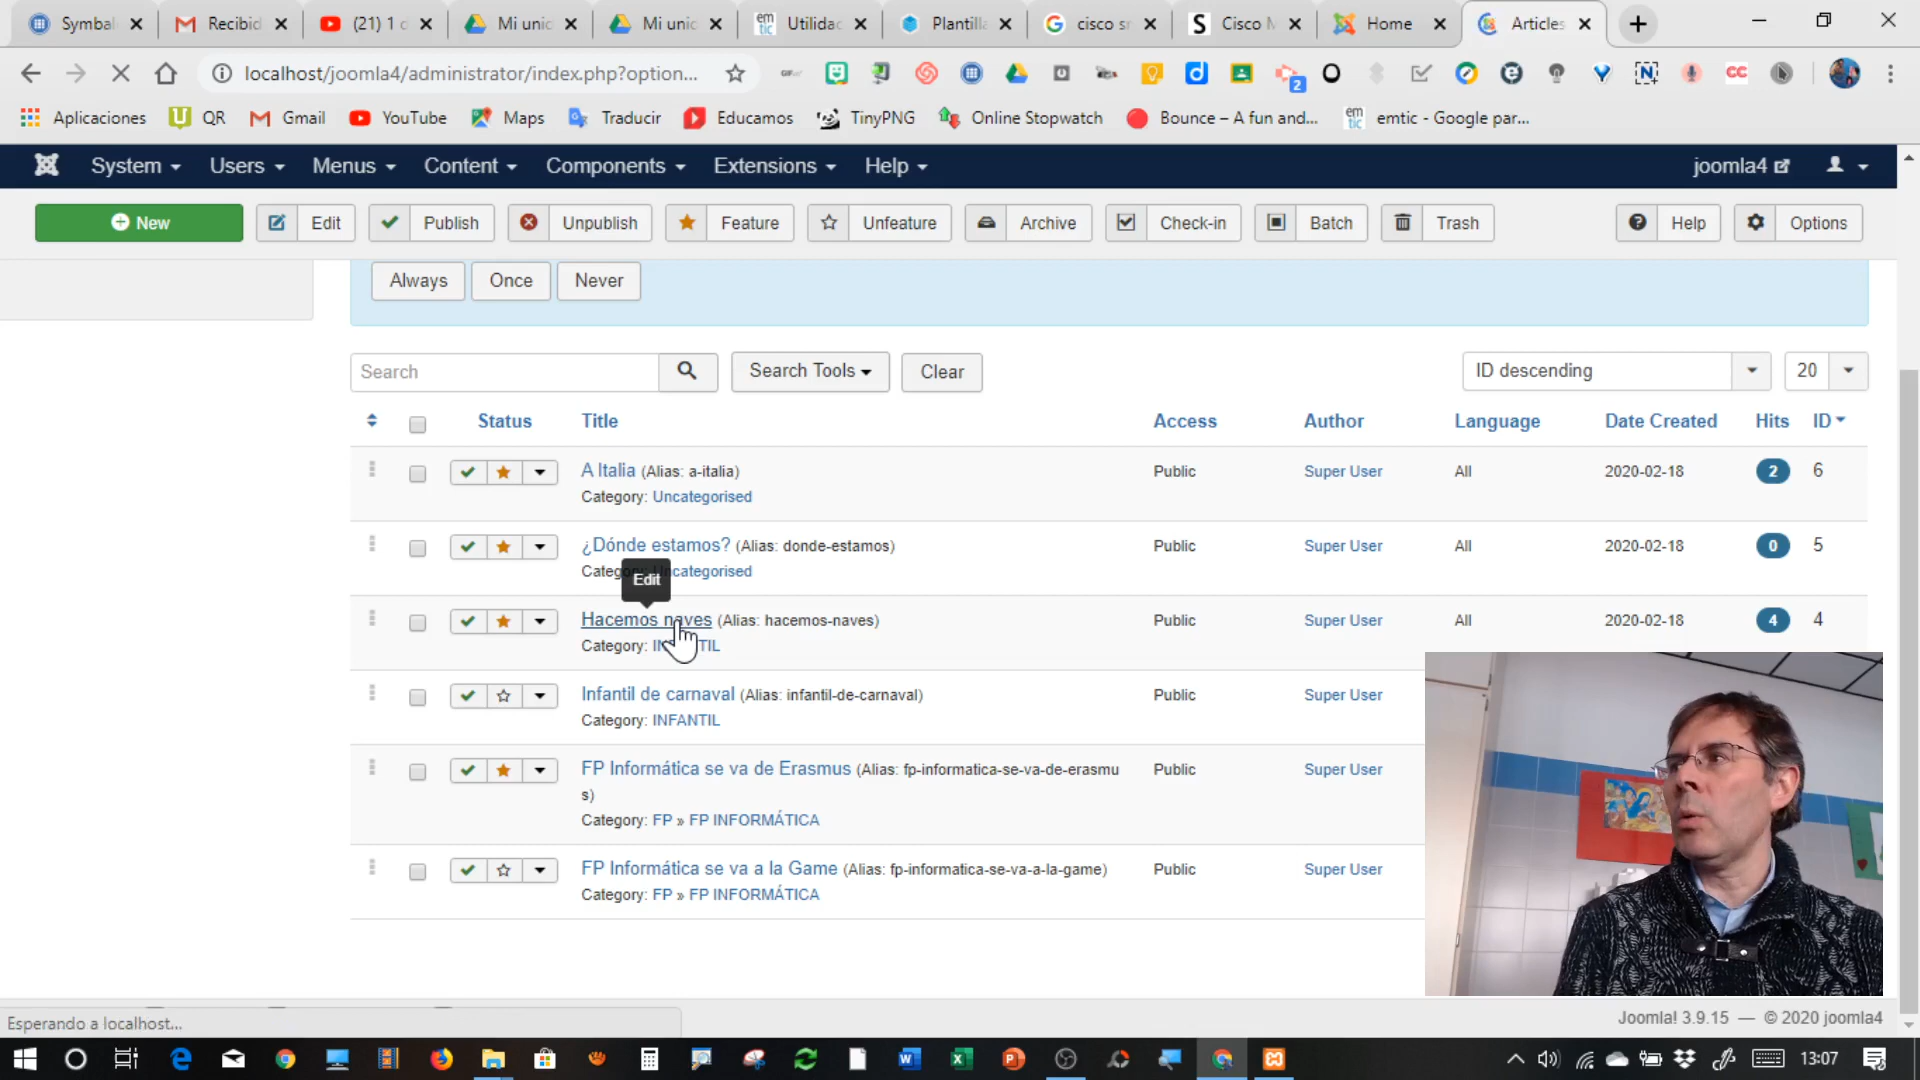 Symbal
Recibid
(21) 1 d
Mi unid
Mi unid
emtic
Utilidad
Plantilla
cisco sr
S
Cisco M
Home
Articles
localhost/joomla4/administrator/index.php?option...
2
CC
Aplicaciones
QR
Gmail
YouTube
Maps
Traducir
Educamos
TinyPNG
Online Stopwatch
Bounce – A fun and...
emtic
emtic - Google par...
System
Users
Menus
Content
Components
Extensions
Help
joomla4
New
Edit
Publish
Unpublish
Feature
Unfeature
Archive
Check-in
Batch
Trash
Help
Options
Always
Once
Never
Search
Search Tools
Clear
ID descending
20
Status
Title
Access
Author
Language
Date Created
Hits
ID
A Italia (Alias: a-italia)
Category: Uncategorised
Public
Super User
All
2020-02-18
2
6
¿Dónde estamos? (Alias: donde-estamos)
Uncategorised
Public
Super User
All
2020-02-18
0
5
Edit
Hacemos naves (Alias: hacemos-naves)
Category:
Public
Super User
All
2020-02-18
4
4
Infantil de carnaval (Alias: infantil-de-carnaval)
Category: INFANTIL
Public
Super User
FP Informática se va de Erasmus (Alias: fp-informatica-se-va-de-erasmu
s)
Category: FP » FP INFORMÁTICA
Public
Super User
FP Informática se va a la Game (Alias: fp-informatica-se-va-a-la-game)
Category: FP » FP INFORMÁTICA
Public
Super User
Esperando a localhost...
Joomla! 3.9.15 — © 2020 joomla4
13:07